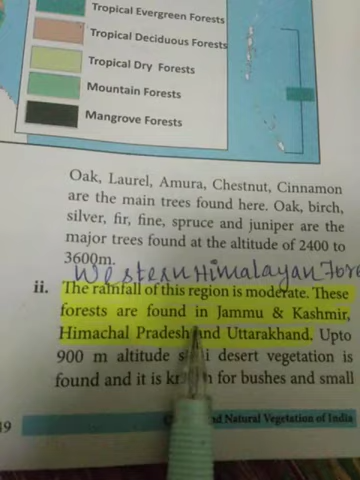 Tropical Evergreen Forests
Tropical Deciduous Forests
Tropical Dry Forests
Mountain Forests
Mangrove Forests
Oak, Laurel, Amura, Chestnut, Cinnamon
are the main trees found here. Oak, birch,
silver, fir, fine, spruce and juniper are the
major trees found at the altitude of 2400 to
3600m.
Western Himalayan Fore
ii. The rainfall of this region is moderate. These
forests are found in Jammu & Kashmir,
Himachal Pradesh and Uttarakhand. Upto
900 m altitude desert vegetation is
found and it is for bushes and small
49 Natural Vegetation of India